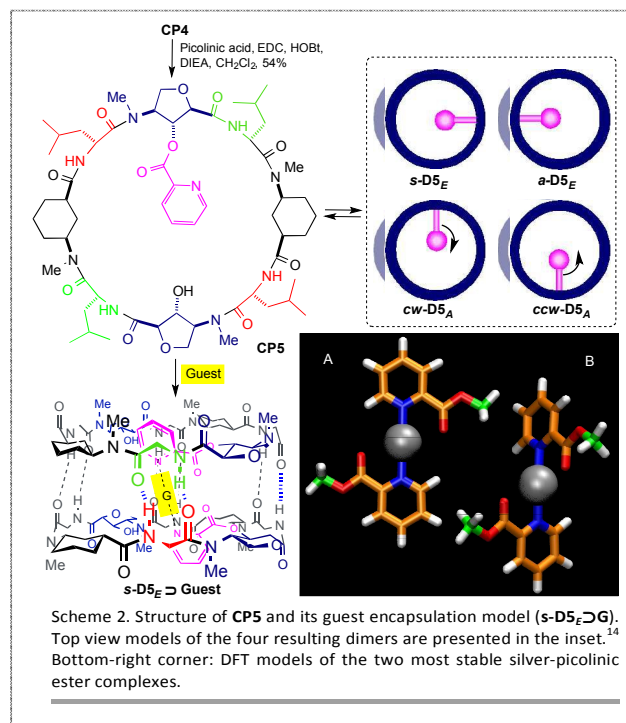 CP4
Picolinic acid, EDC, HOBt,
DIEA, CH2Cl2, 54%
Me
O
O
N
O
H
N
O
O
O
NH
N
N
Me
O
N
Me
N
OH
O
O
HN
O
H
N
O
O
N
Me
CP5
s-D5E
a-D5E
cw-D5A
ccw-D5A
Guest
G
s-D5E ⊃ Guest
A
B
Scheme 2. Structure of CP5 and its guest encapsulation model (s-D5E⊃G).
Top view models of the four resulting dimers are presented in the inset.14
Bottom-right corner: DFT models of the two most stable silver-picolinic
ester complexes.